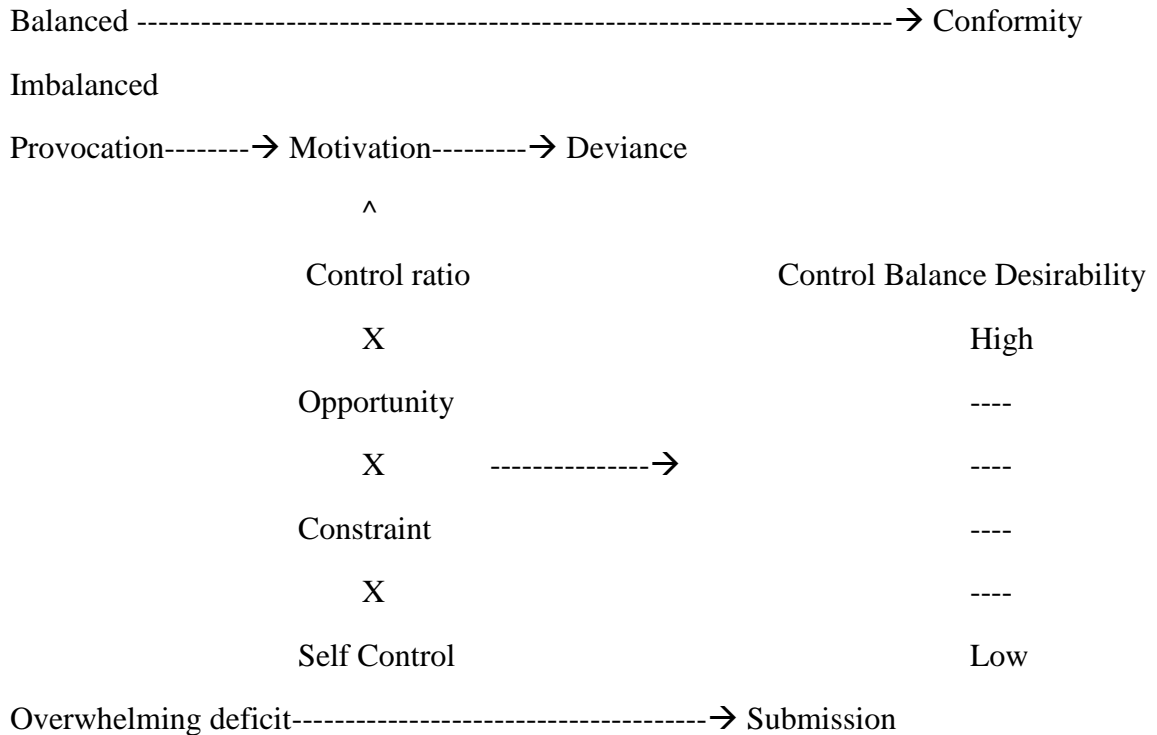 Balanced ------------------------------------------------------------------------→ Conformity
Imbalanced
Provocation--------→ Motivation---------→ Deviance
^
Control ratio Control Balance Desirability
X High
Opportunity ----
X ---------------→ ----
Constraint ----
X ----
Self Control Low
Overwhelming deficit---------------------------------------→ Submission